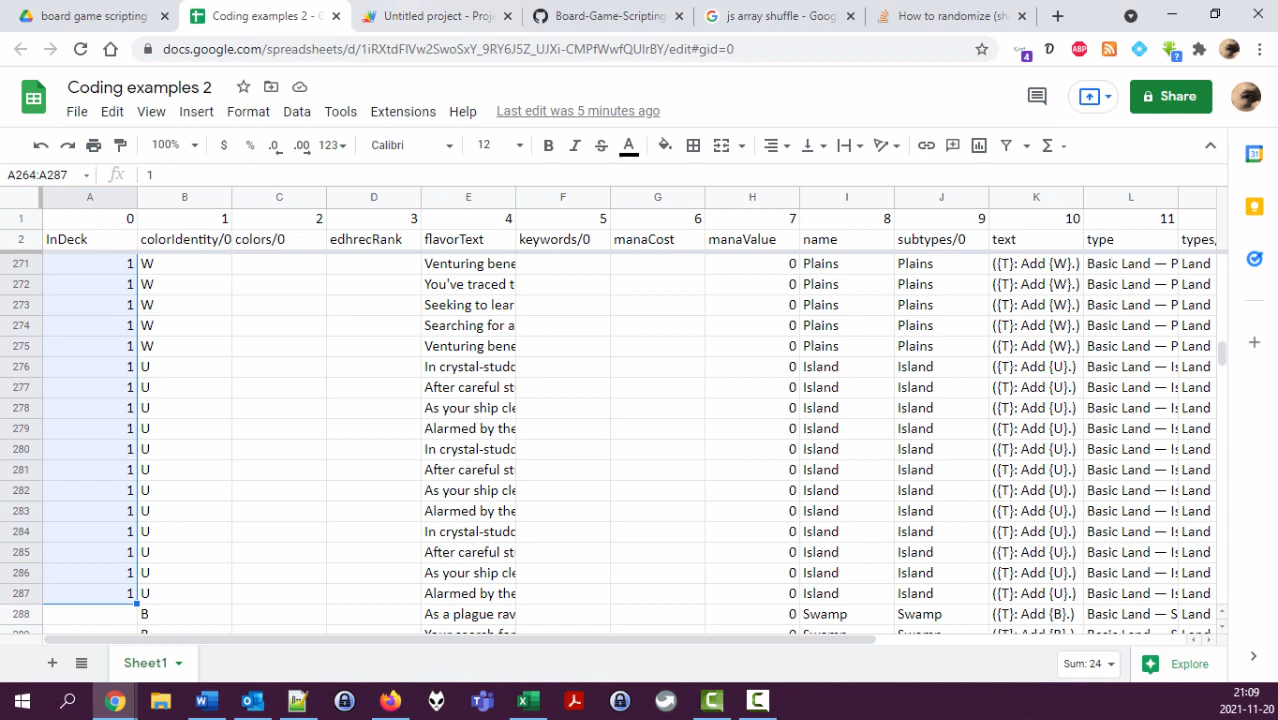 board game scripting
Coding examples 2 - G
Untitled project - Proje
Board-Game-Scripting
js array shuffle - Goog
How to randomize (sh
docs.google.com/spreadsheets/d/1iRXtdFlVw2SwoSxY_9RY6J5Z_UJXi-CMPfWwfQUlrBY/edit#gid=0
4
ABP
?
Coding examples 2
File Edit View Insert Format Data Tools Extensions Help Last edit was 5 minutes ago
Share
100% $ % .0 .00 123 Calibri 12 B I S A
A264:A287 fx 1
A B C D E F G H I J K L
1 0 1 2 3 4 5 6 7 8 9 10 11
2 InDeck colorIdentity/0 colors/0 edhrecRank flavorText keywords/0 manaCost manaValue name subtypes/0 text type types/
271 1 W Venturing bene 0 Plains Plains ({T}: Add {W}.) Basic Land — P Land
272 1 W You've traced t 0 Plains Plains ({T}: Add {W}.) Basic Land — P Land
273 1 W Seeking to lear 0 Plains Plains ({T}: Add {W}.) Basic Land — P Land
274 1 W Searching for a 0 Plains Plains ({T}: Add {W}.) Basic Land — P Land
275 1 W Venturing bene 0 Plains Plains ({T}: Add {W}.) Basic Land — P Land
276 1 U In crystal-studd 0 Island Island ({T}: Add {U}.) Basic Land — Is Land
277 1 U After careful st 0 Island Island ({T}: Add {U}.) Basic Land — Is Land
278 1 U As your ship cle 0 Island Island ({T}: Add {U}.) Basic Land — Is Land
279 1 U Alarmed by the 0 Island Island ({T}: Add {U}.) Basic Land — Is Land
280 1 U In crystal-studd 0 Island Island ({T}: Add {U}.) Basic Land — Is Land
281 1 U After careful st 0 Island Island ({T}: Add {U}.) Basic Land — Is Land
282 1 U As your ship cle 0 Island Island ({T}: Add {U}.) Basic Land — Is Land
283 1 U Alarmed by the 0 Island Island ({T}: Add {U}.) Basic Land — Is Land
284 1 U In crystal-studd 0 Island Island ({T}: Add {U}.) Basic Land — Is Land
285 1 U After careful st 0 Island Island ({T}: Add {U}.) Basic Land — Is Land
286 1 U As your ship cle 0 Island Island ({T}: Add {U}.) Basic Land — Is Land
287 1 U Alarmed by the 0 Island Island ({T}: Add {U}.) Basic Land — Is Land
288 B As a plague rav 0 Swamp Swamp ({T}: Add {B}.) Basic Land — S Land
Sheet1
Sum: 24
Explore
21:09
2021-11-20